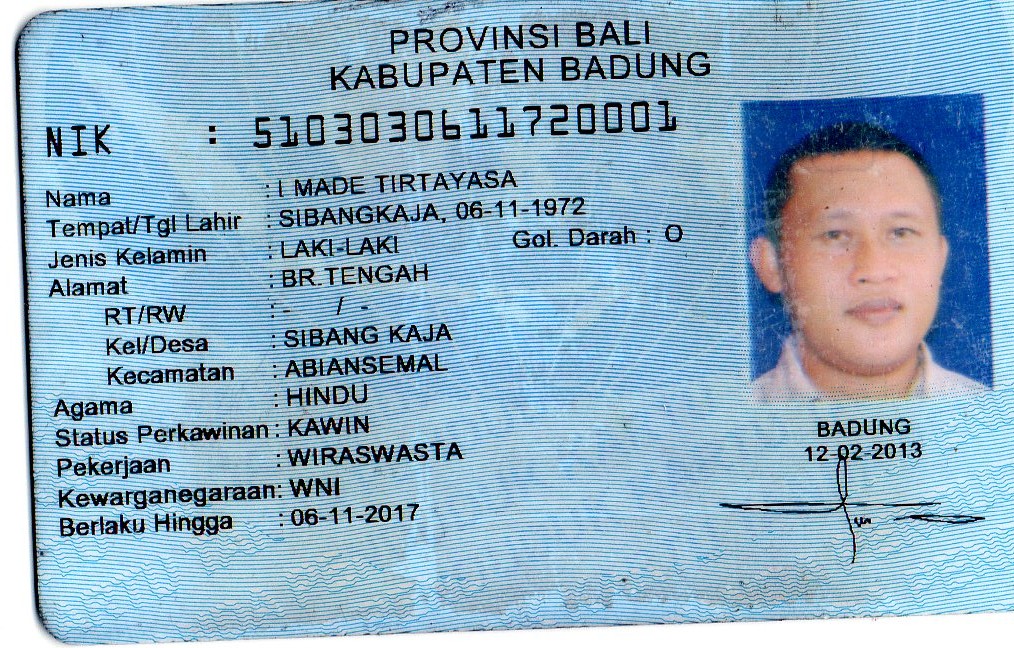 PROVINSI BALI
KABUPATEN BADUNG
NIK : 5103030611720001
Nama : I MADE TIRTAYASA
Tempat/Tgl Lahir : SIBANGKAJA, 06-11-1972
Jenis Kelamin : LAKI-LAKI Gol. Darah : O
Alamat : BR.TENGAH
RT/RW : - / -
Kel/Desa : SIBANG KAJA
Kecamatan : ABIANSEMAL
Agama : HINDU
Status Perkawinan : KAWIN
Pekerjaan : WIRASWASTA
Kewarganegaraan: WNI
Berlaku Hingga : 06-11-2017
BADUNG
12-02-2013